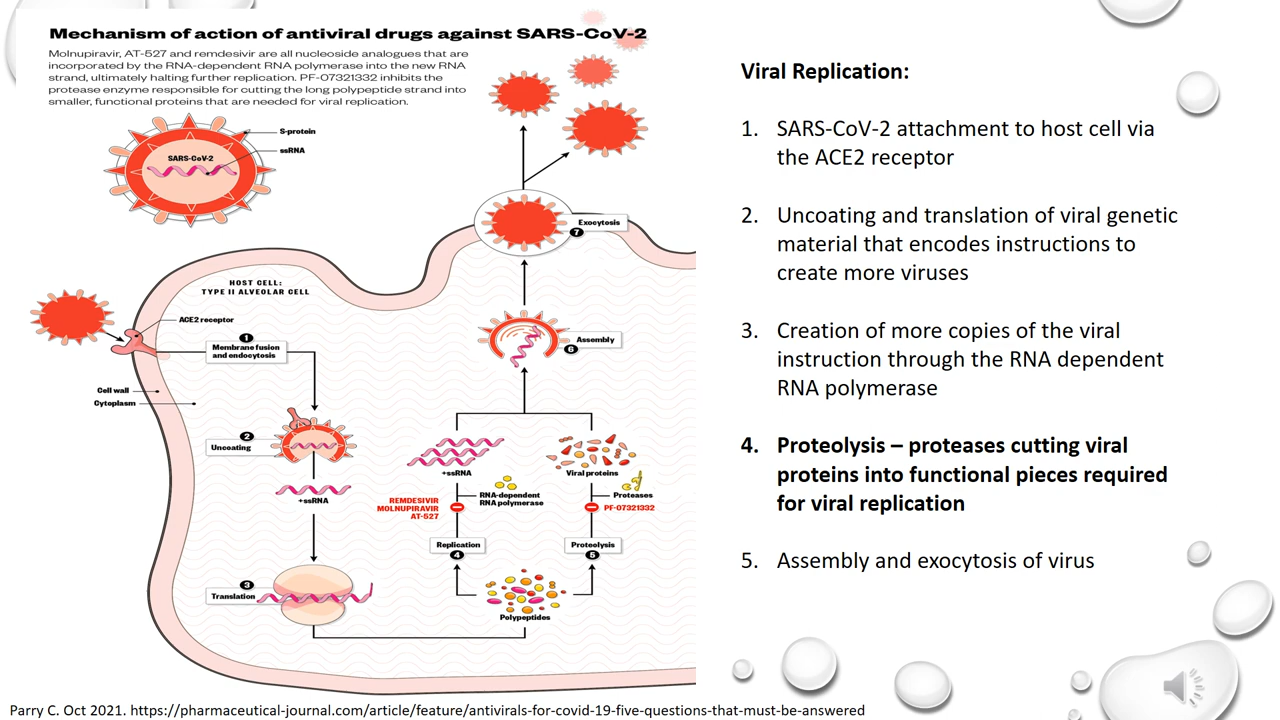 Mechanism of action of antiviral drugs against SARS-CoV-2
Molnupiravir, AT-527 and remdesivir are all nucleoside analogues that are
incorporated by the RNA-dependent RNA polymerase into the new RNA
strand, ultimately halting further replication. PF-07321332 inhibits the
protease enzyme responsible for cutting the long polypeptide strand into
smaller, functional proteins that are needed for viral replication.
S-protein
ssRNA
SARS-CoV-2
Exocytosis
7
HOST CELL:
TYPE II ALVEOLAR CELL
ACE2 receptor
1
Membrane fusion
and endocytosis
Assembly
6
Cell wall
Cytoplasm
2
Uncoating
+ssRNA
+ssRNA
Viral proteins
RNA-dependent
RNA polymerase
Proteases
REMDESIVIR
MOLNUPIRAVIR
AT-527
PF-07321332
Replication
4
Proteolysis
5
3
Translation
Polypeptides
Viral Replication:
1. SARS-CoV-2 attachment to host cell via
the ACE2 receptor
2. Uncoating and translation of viral genetic
material that encodes instructions to
create more viruses
3. Creation of more copies of the viral
instruction through the RNA dependent
RNA polymerase
4. Proteolysis – proteases cutting viral
proteins into functional pieces required
for viral replication
5. Assembly and exocytosis of virus
Parry C. Oct 2021. https://pharmaceutical-journal.com/article/feature/antivirals-for-covid-19-five-questions-that-must-be-answered